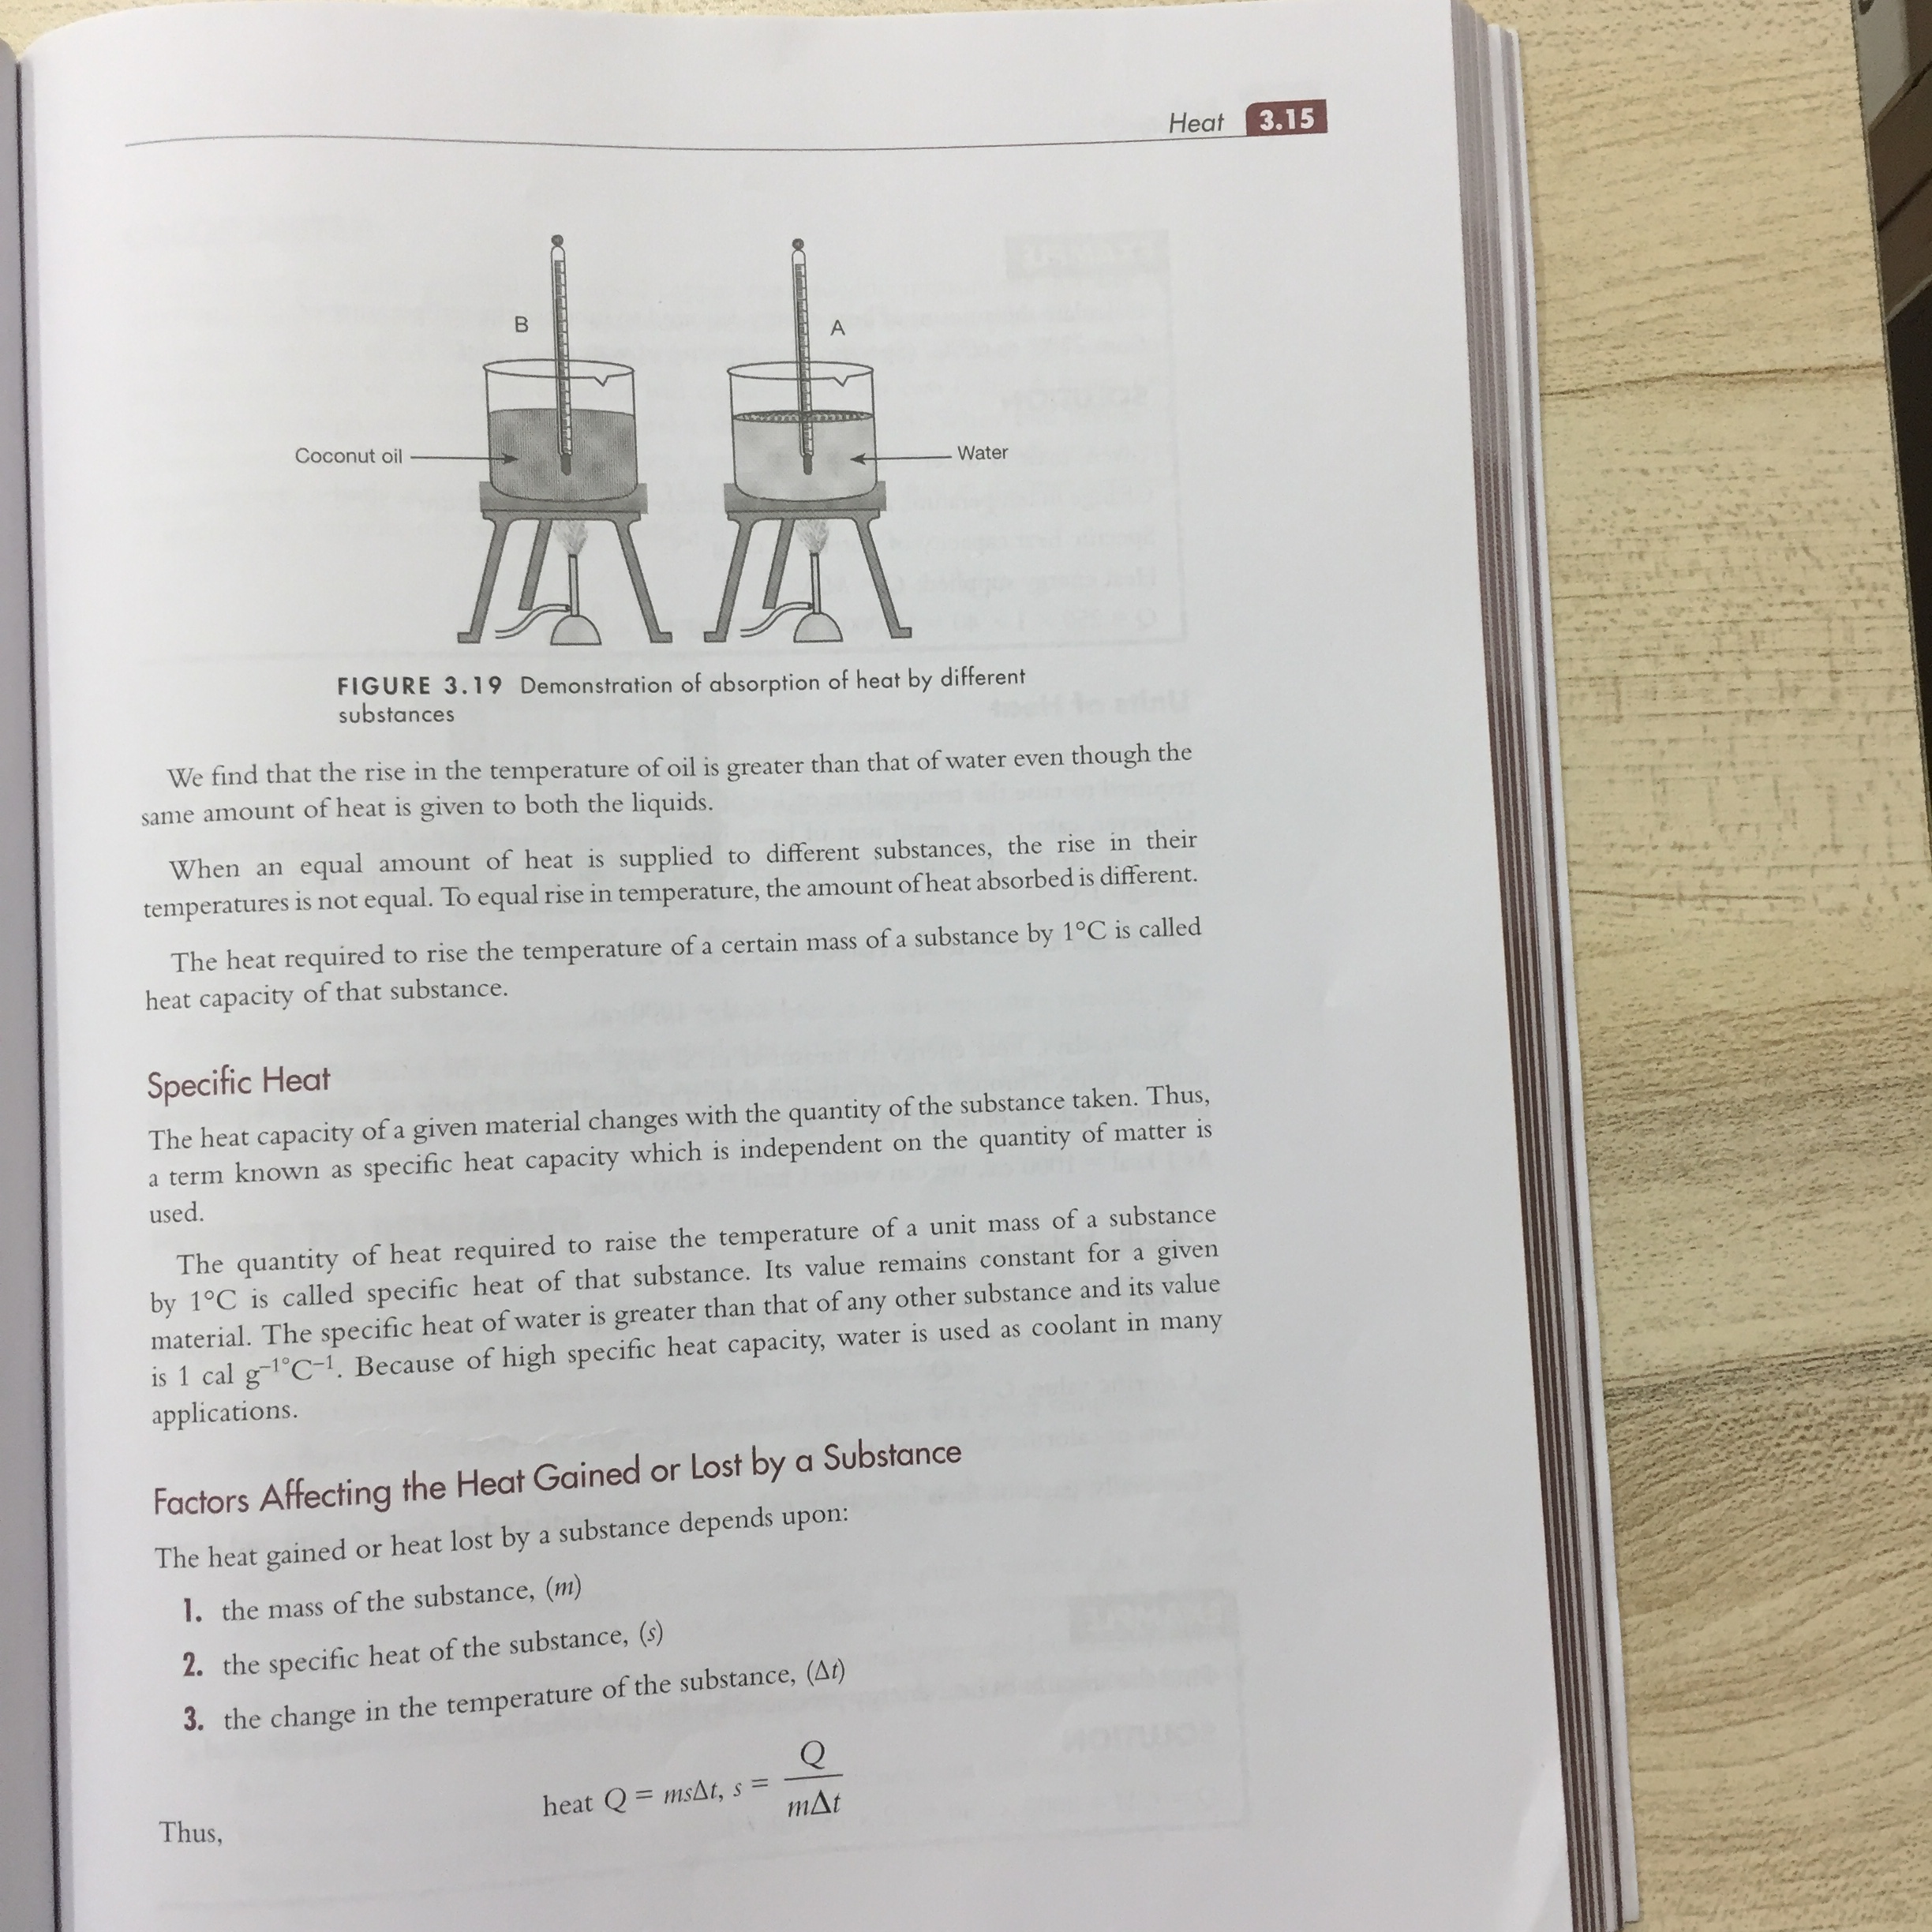 Heat 3.15
B
A
Coconut oil
Water
FIGURE 3.19 Demonstration of absorption of heat by different
substances
We find that the rise in the temperature of oil is greater than that of water even though the
same amount of heat is given to both the liquids.
When an equal amount of heat is supplied to different substances, the rise in their
temperatures is not equal. To equal rise in temperature, the amount of heat absorbed is different.
The heat required to rise the temperature of a certain mass of a substance by 1°C is called
heat capacity of that substance.
Specific Heat
The heat capacity of a given material changes with the quantity of the substance taken. Thus,
a term known as specific heat capacity which is independent on the quantity of matter is
used.
The quantity of heat required to raise the temperature of a unit mass of a substance
by 1°C is called specific heat of that substance. Its value remains constant for a given
material. The specific heat of water is greater than that of any other substance and its value
is 1 cal g⁻¹°C⁻¹. Because of high specific heat capacity, water is used as coolant in many
applications.
Factors Affecting the Heat Gained or Lost by a Substance
The heat gained or heat lost by a substance depends upon:
1. the mass of the substance, (m)
2. the specific heat of the substance, (s)
3. the change in the temperature of the substance, (Δt)
heat Q = msΔt, s = Q / mΔt
Thus,